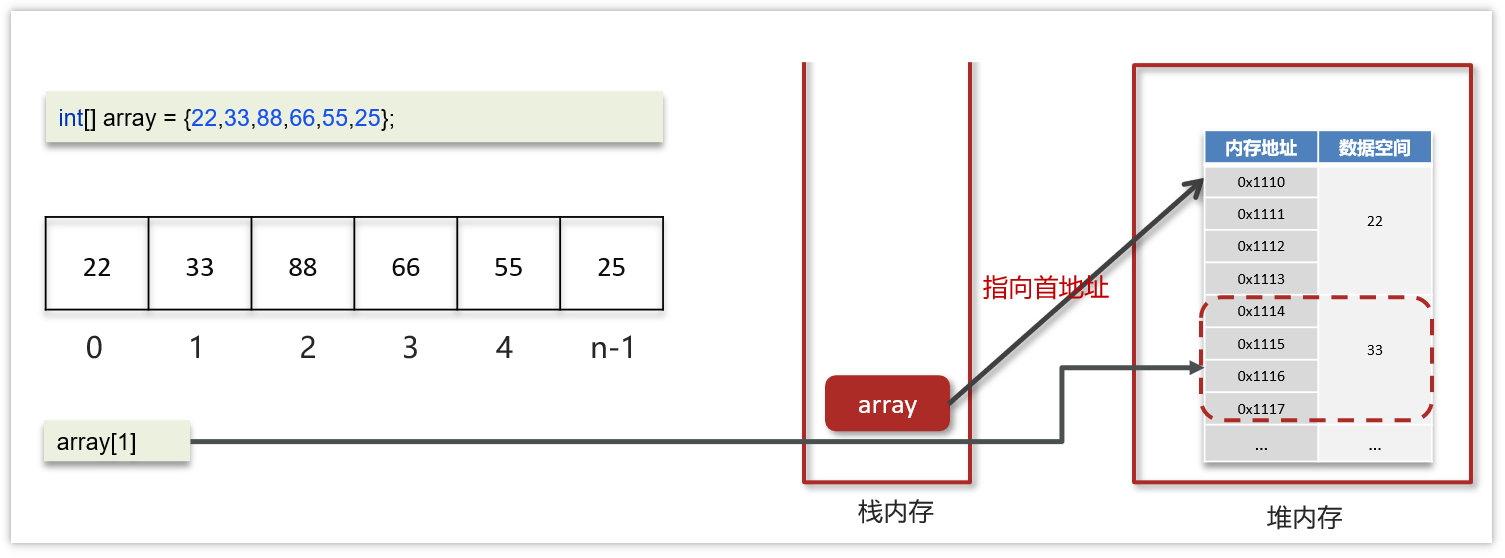 int[] array = {22,33,88,66,55,25};
22 33 88 66 55 25
0 1 2 3 4 n-1
array[1]
array
栈内存
指向首地址
内存地址 数据空间
0x1110
0x1111
0x1112
0x1113
22
0x1114
0x1115
0x1116
0x1117
33
... ...
堆内存